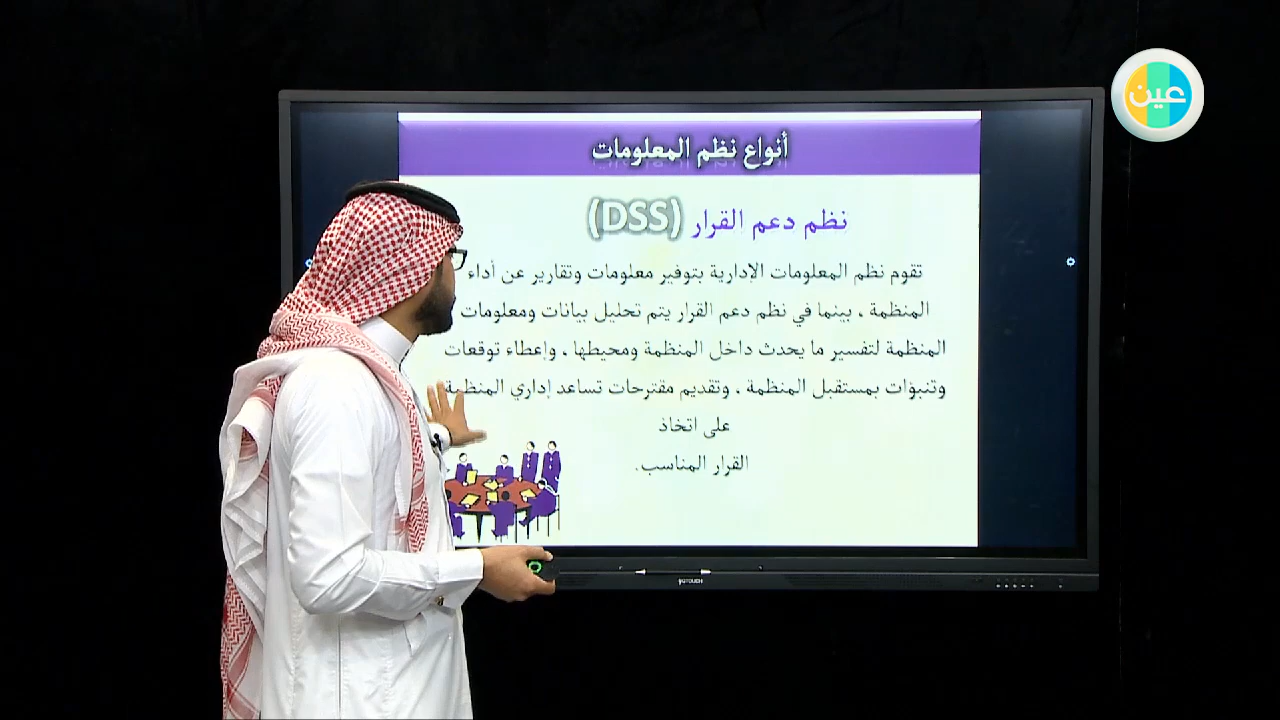 عين
أنواع نظم المعلومات
نظم دعم القرار (DSS)
تقوم نظم المعلومات الإدارية بتوفير معلومات وتقارير عن أداء
المنظمة ، بينما في نظم دعم القرار يتم تحليل بيانات ومعلومات
المنظمة لتفسير ما يحدث داخل المنظمة ومحيطها ، وإعطاء توقعات
وتنبؤات بمستقبل المنظمة ، وتقديم مقترحات تساعد إداري المنظمة
على اتخاذ
القرار المناسب.